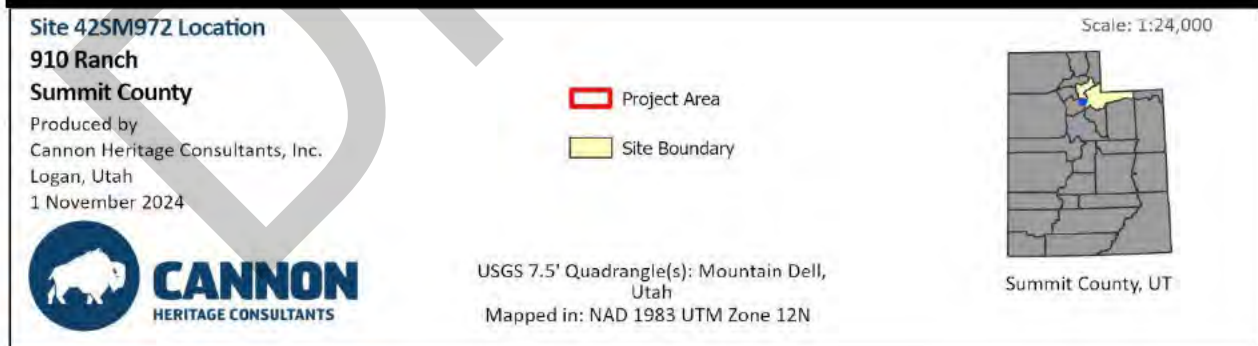 Site 42SM972 Location
910 Ranch
Summit County
Produced by
Cannon Heritage Consultants, Inc.
Logan, Utah
1 November 2024
CANNON
HERITAGE CONSULTANTS
Project Area
Site Boundary
USGS 7.5' Quadrangle(s): Mountain Dell,
Utah
Mapped in: NAD 1983 UTM Zone 12N
Scale: 1:24,000
Summit County, UT